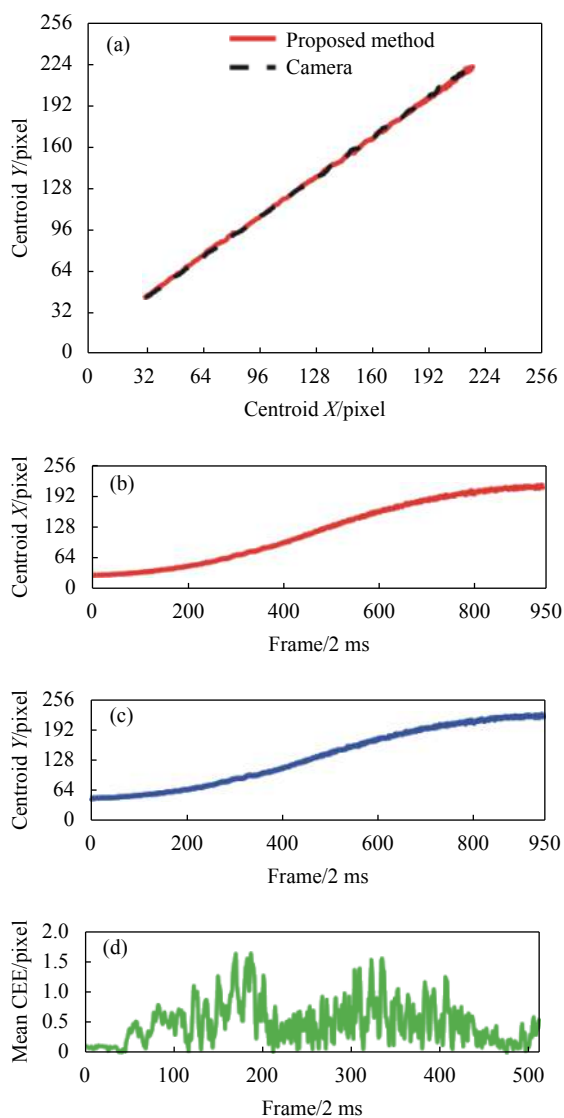 (a)
Proposed method
Camera
Centroid Y/pixel
256
224
192
160
128
96
64
32
0
0 32 64 96 128 160 192 224 256
Centroid X/pixel
(b)
Centroid X/pixel
256
192
128
64
0
0 200 400 600 800 950
Frame/2 ms
(c)
Centroid Y/pixel
256
192
128
64
0
0 200 400 600 800 950
Frame/2 ms
(d)
Mean CEE/pixel
2.0
1.5
1.0
0.5
0
0 100 200 300 400 500
Frame/2 ms